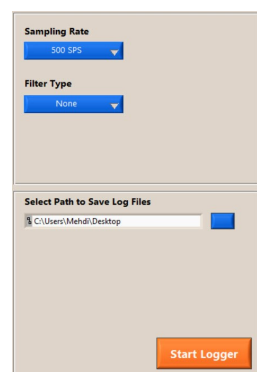 Sampling Rate
500 SPS
Filter Type
None
Select Path to Save Log Files
C:\Users\Mehdi\Desktop
Start Logger